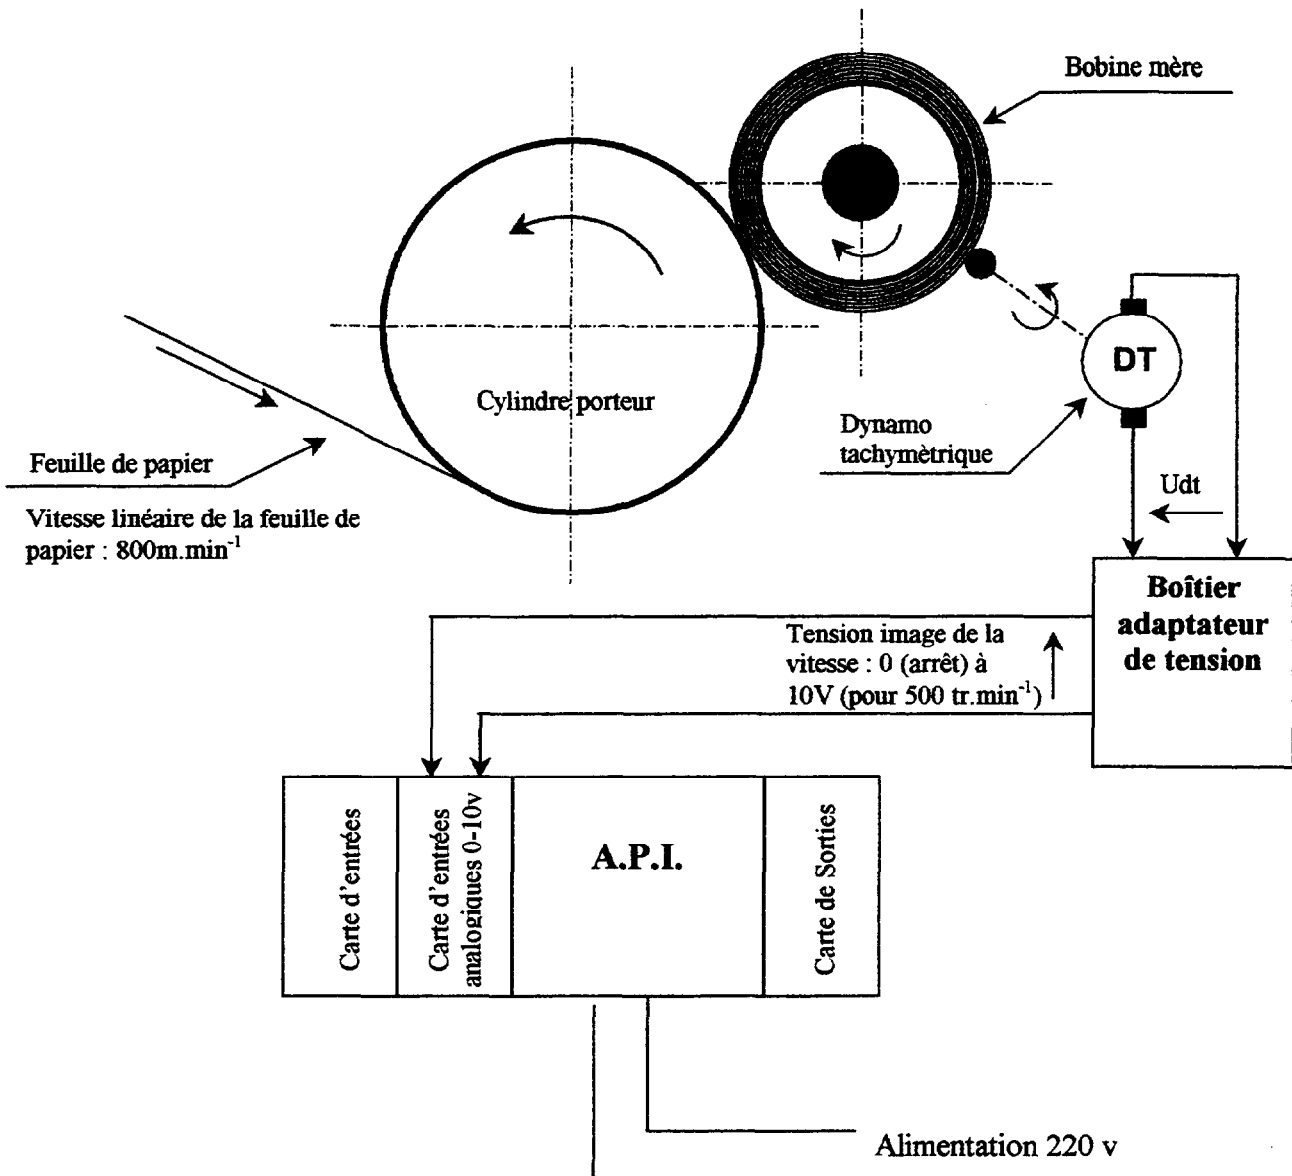 Bobine mère
Cylindre porteur
DT
Dynamo
tachymètrique
Feuille de papier
Vitesse linéaire de la feuille de
papier : 800m.min⁻¹
Udt
Boîtier
adaptateur
de tension
Tension image de la
vitesse : 0 (arrêt) à
10V (pour 500 tr.min⁻¹)
Carte d'entrées
Carte d'entrées
analogiques 0-10v
A.P.I.
Carte de Sorties
Alimentation 220 v